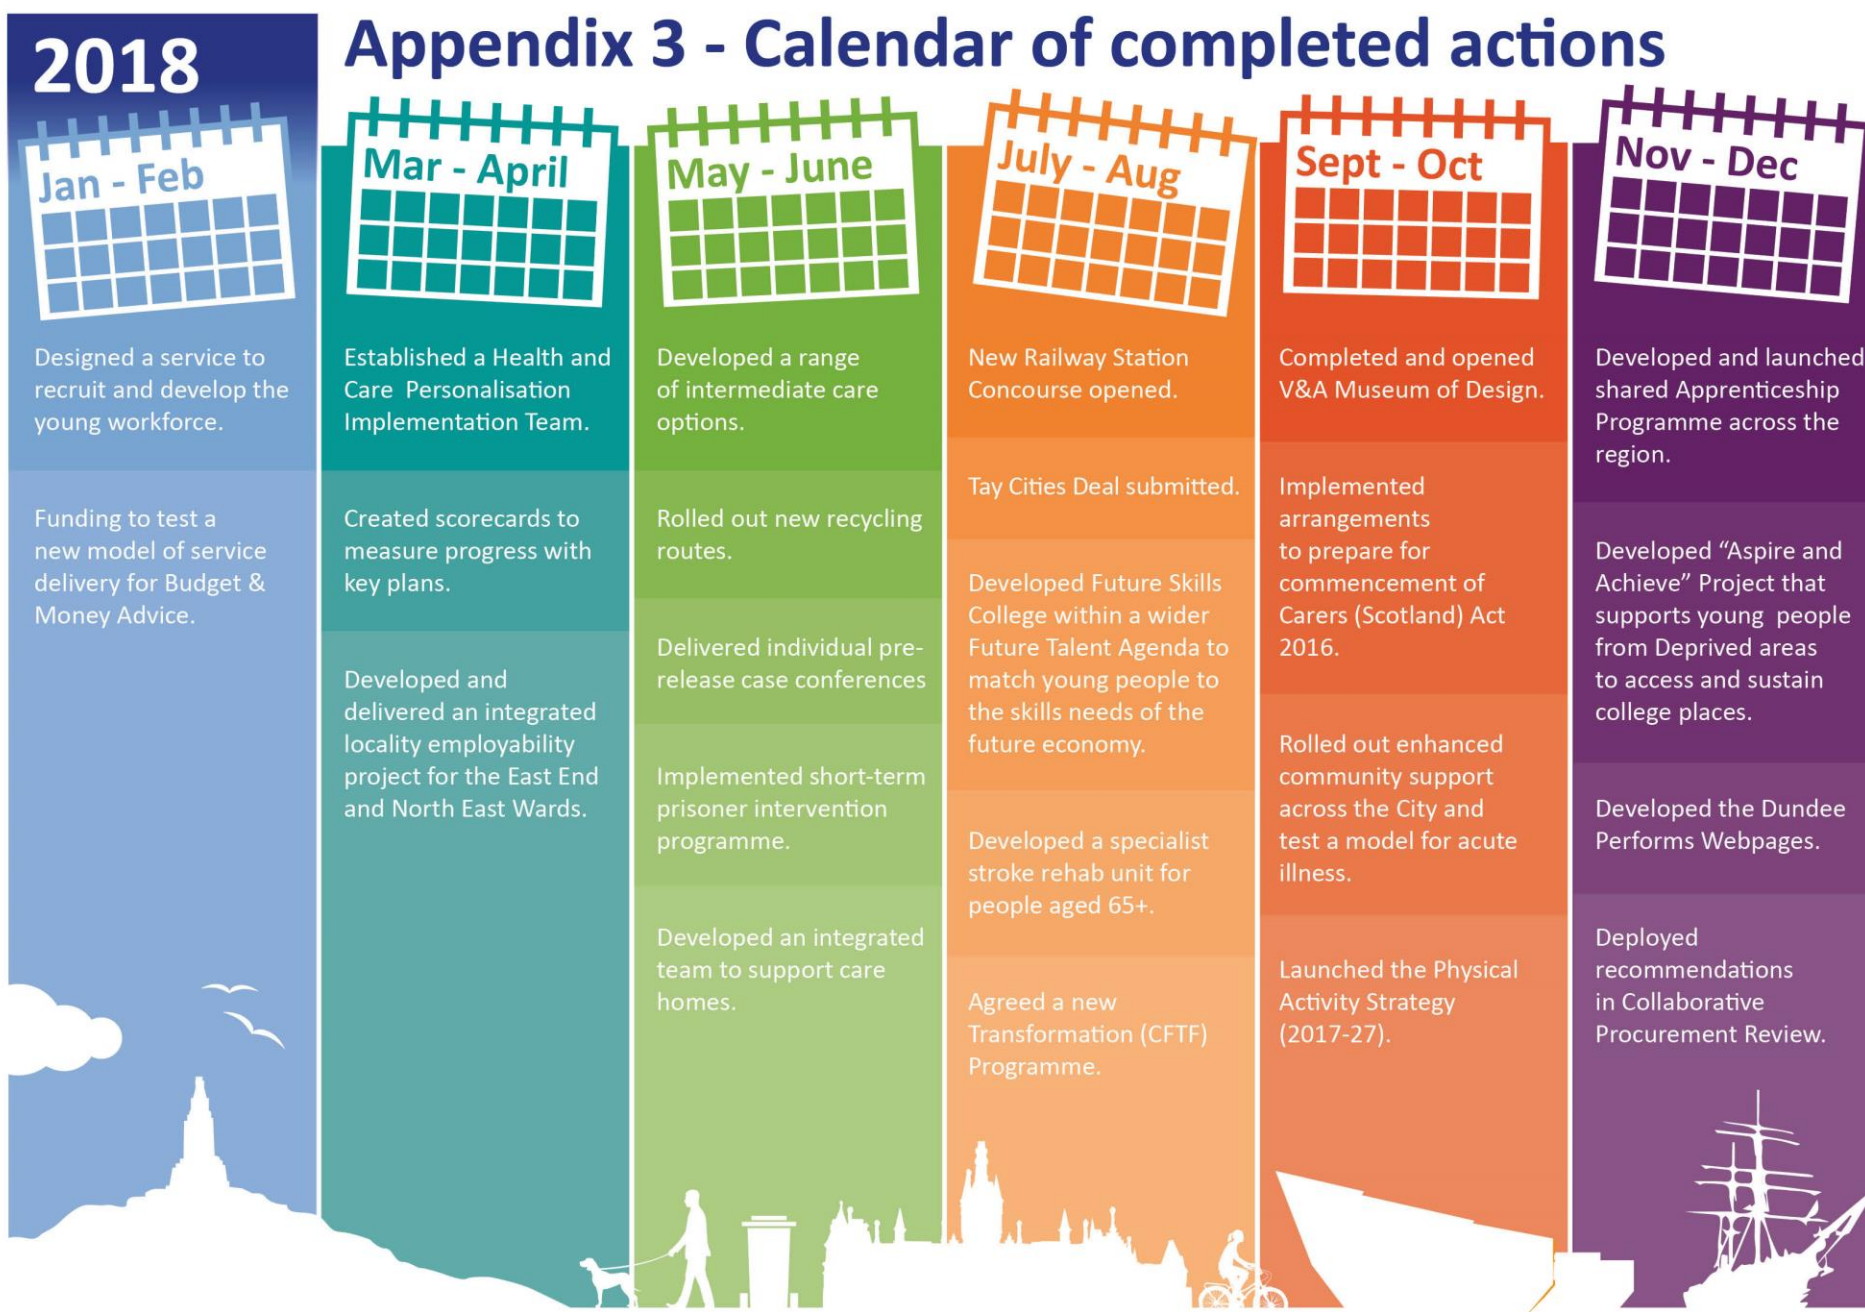 2018
Appendix 3 - Calendar of completed actions
Jan - Feb
Designed a service to
recruit and develop the
young workforce.
Funding to test a
new model of service
delivery for Budget &
Money Advice.
Mar - April
Established a Health and
Care Personalisation
Implementation Team.
Created scorecards to
measure progress with
key plans.
Developed and
delivered an integrated
locality employability
project for the East End
and North East Wards.
May - June
Developed a range
of intermediate care
options.
Rolled out new recycling
routes.
Delivered individual pre-
release case conferences
Implemented short-term
prisoner intervention
programme.
Developed an integrated
team to support care
homes.
July - Aug
New Railway Station
Concourse opened.
Tay Cities Deal submitted.
Developed Future Skills
College within a wider
Future Talent Agenda to
match young people to
the skills needs of the
future economy.
Developed a specialist
stroke rehab unit for
people aged 65+.
Agreed a new
Transformation (CFTF)
Programme.
Sept - Oct
Completed and opened
V&A Museum of Design.
Implemented
arrangements
to prepare for
commencement of
Carers (Scotland) Act
2016.
Rolled out enhanced
community support
across the City and
test a model for acute
illness.
Launched the Physical
Activity Strategy
(2017-27).
Nov - Dec
Developed and launched
shared Apprenticeship
Programme across the
region.
Developed “Aspire and
Achieve” Project that
supports young people
from Deprived areas
to access and sustain
college places.
Developed the Dundee
Performs Webpages.
Deployed
recommendations
in Collaborative
Procurement Review.